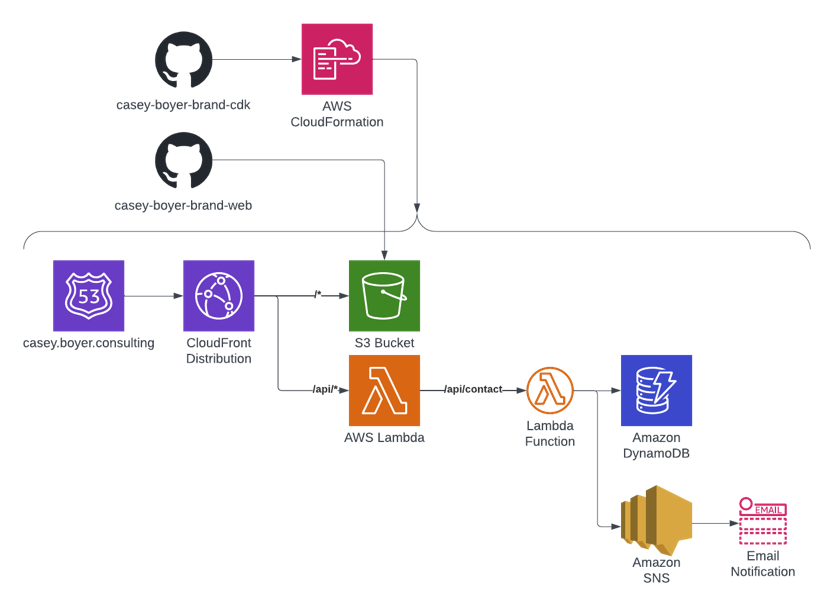 casey-boyer-brand-cdk
AWS
CloudFormation
casey-boyer-brand-web
53
casey.boyer.consulting
CloudFront
Distribution
/*
S3 Bucket
/api/*
AWS Lambda
/api/contact
Lambda
Function
Amazon
DynamoDB
Amazon
SNS
EMAIL
Email
Notification